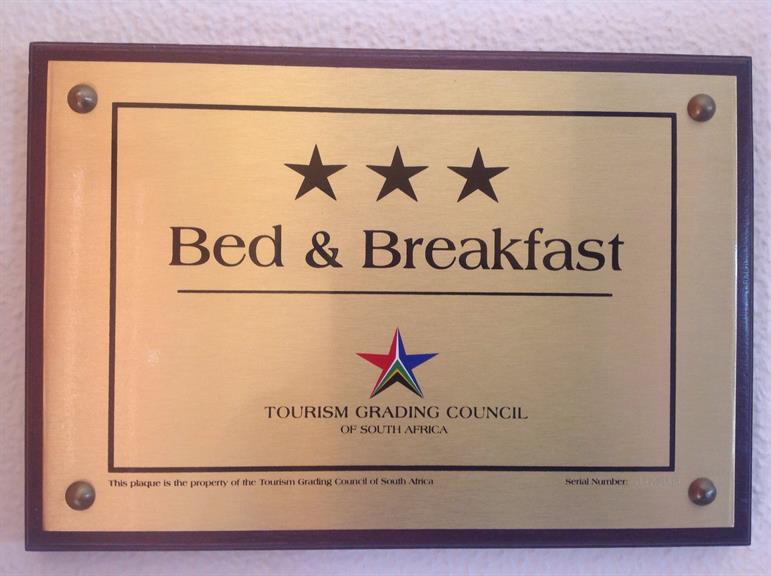 Bed & Breakfast
TOURISM GRADING COUNCIL
OF SOUTH AFRICA
This plaque is the property of the Tourism Grading Council of South Africa
Serial Number: